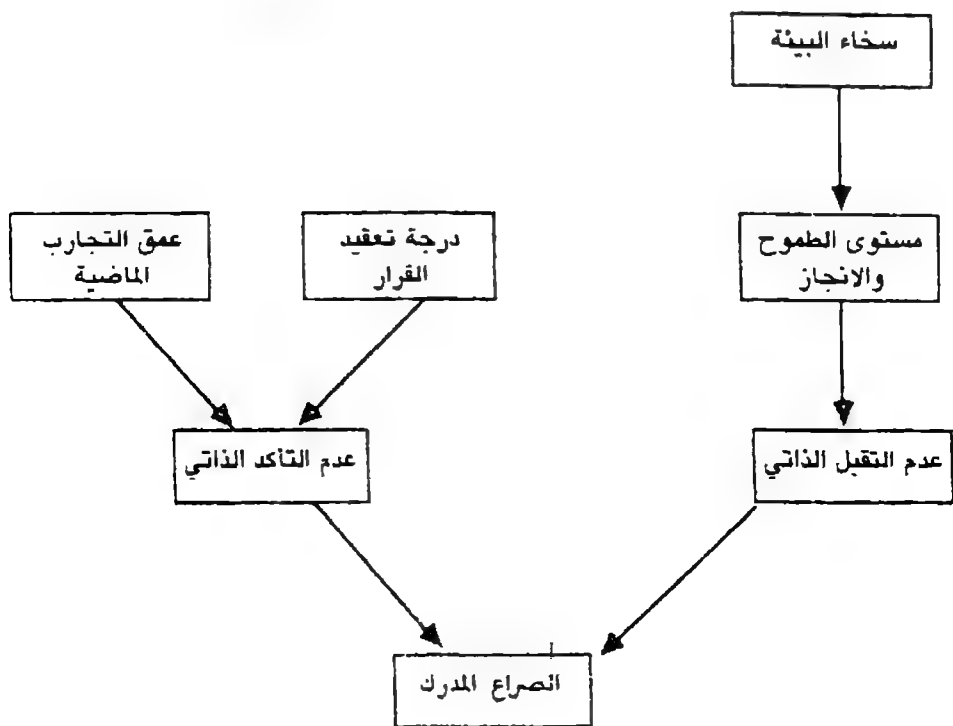 سخاء البيئة
مستوى الطموح
والانجاز
درجة تعقيد
القرار
عمق التجارب
الماضية
عدم التقبل الذاتي
عدم التأكد الذاتي
الصراع المدرك